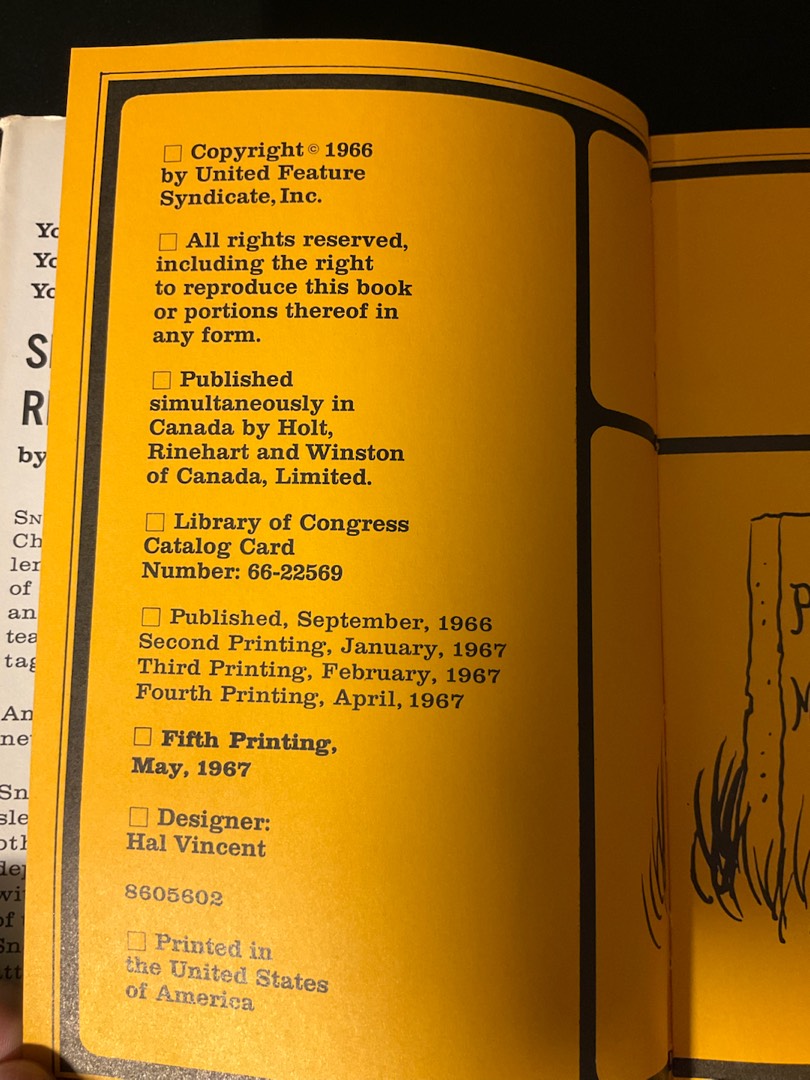 □ Copyright © 1966
by United Feature
Syndicate, Inc.
□ All rights reserved,
including the right
to reproduce this book
or portions thereof in
any form.
□ Published
simultaneously in
Canada by Holt,
Rinehart and Winston
of Canada, Limited.
□ Library of Congress
Catalog Card
Number: 66-22569
□ Published, September, 1966
Second Printing, January, 1967
Third Printing, February, 1967
Fourth Printing, April, 1967
□ Fifth Printing,
May, 1967
□ Designer:
Hal Vincent
8605602
□ Printed in
the United States
of America
by
of